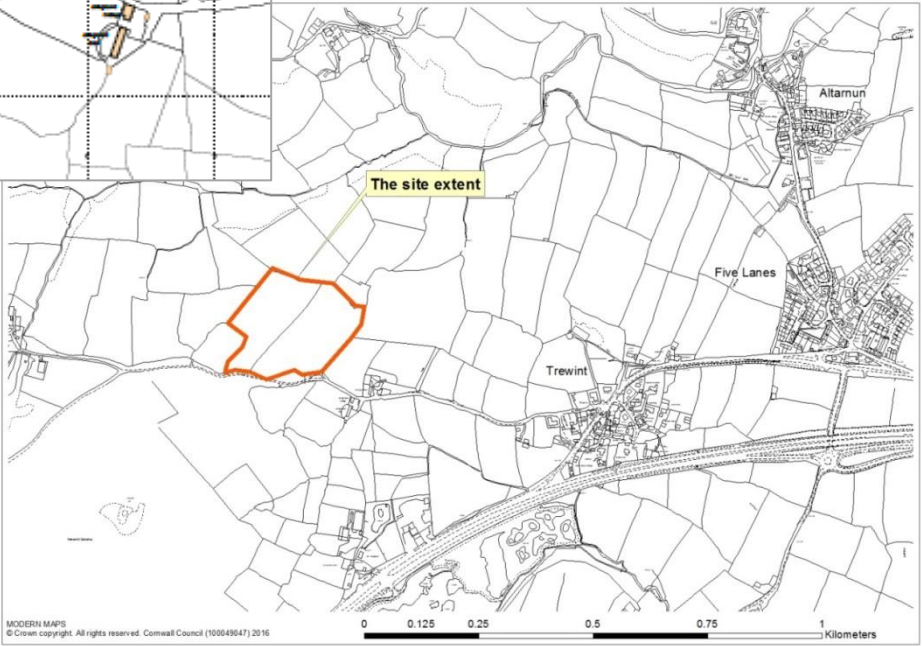 Altarnun
The site extent
Five Lanes
Trewint
MODERN MAPS
© Crown copyright. All rights reserved. Cornwall Council (100049047) 2016
0 0.125 0.25 0.5 0.75 1
Kilometers